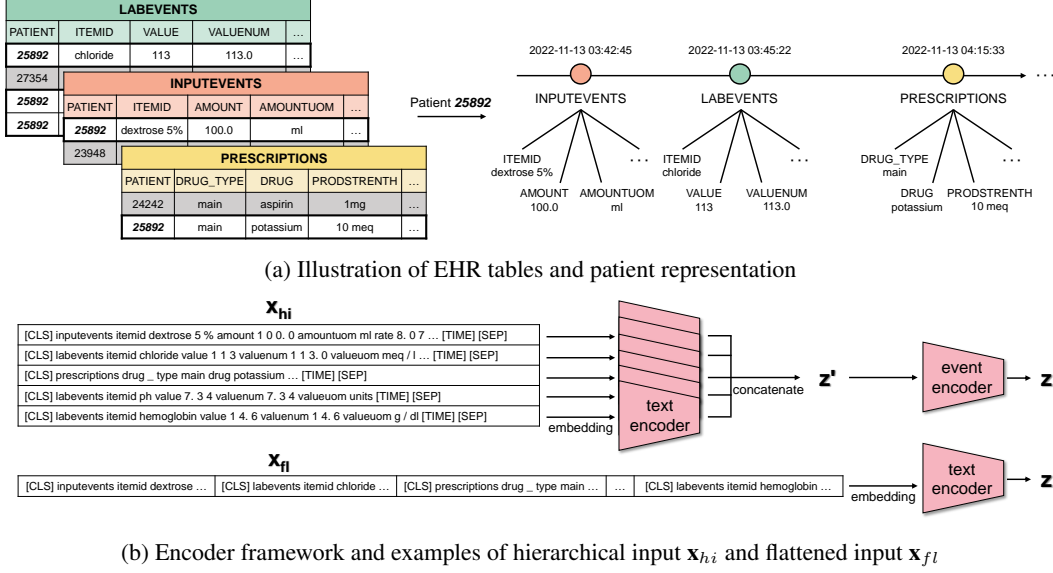 LABEVENTS
PATIENT ITEMID VALUE VALUENUM ...
25892 chloride 113 113.0 ...
27354
25892
25892
INPUTEVENTS
PATIENT ITEMID AMOUNT AMOUNTUOM ...
25892 dextrose 5% 100.0 ml ...
23948
PRESCRIPTIONS
PATIENT DRUG_TYPE DRUG PRODSTRENTH ...
24242 main aspirin 1mg ...
25892 main potassium 10 meq ...
Patient 25892
2022-11-13 03:42:45 2022-11-13 03:45:22 2022-11-13 04:15:33
...
INPUTEVENTS LABEVENTS PRESCRIPTIONS
ITEMID
dextrose 5%
AMOUNT
100.0
AMOUNTUOM
ml
...
ITEMID
chloride
VALUE
113
VALUENUM
113.0
...
DRUG_TYPE
main
DRUG
potassium
PRODSTRENTH
10 meq
...
(a) Illustration of EHR tables and patient representation
x_hi
[CLS] inputevents itemid dextrose 5 % amount 1 0 0. 0 amountuom ml rate 8. 0 7 ... [TIME] [SEP]
[CLS] labevents itemid chloride value 1 1 3 valuenum 1 1 3. 0 valueuom meq / l ... [TIME] [SEP]
[CLS] prescriptions drug _ type main drug potassium ... [TIME] [SEP]
[CLS] labevents itemid ph value 7. 3 4 valuenum 7. 3 4 valueuom units [TIME] [SEP]
[CLS] labevents itemid hemoglobin value 1 4. 6 valuenum 1 4. 6 valueuom g / dl [TIME] [SEP]
embedding
text
encoder
concatenate
z'
event
encoder
z
x_fl
[CLS] inputevents itemid dextrose ... [CLS] labevents itemid chloride ... [CLS] prescriptions drug _ type main ... ... [CLS] labevents itemid hemoglobin ...
embedding
text
encoder
z
(b) Encoder framework and examples of hierarchical input x_hi and flattened input x_fl